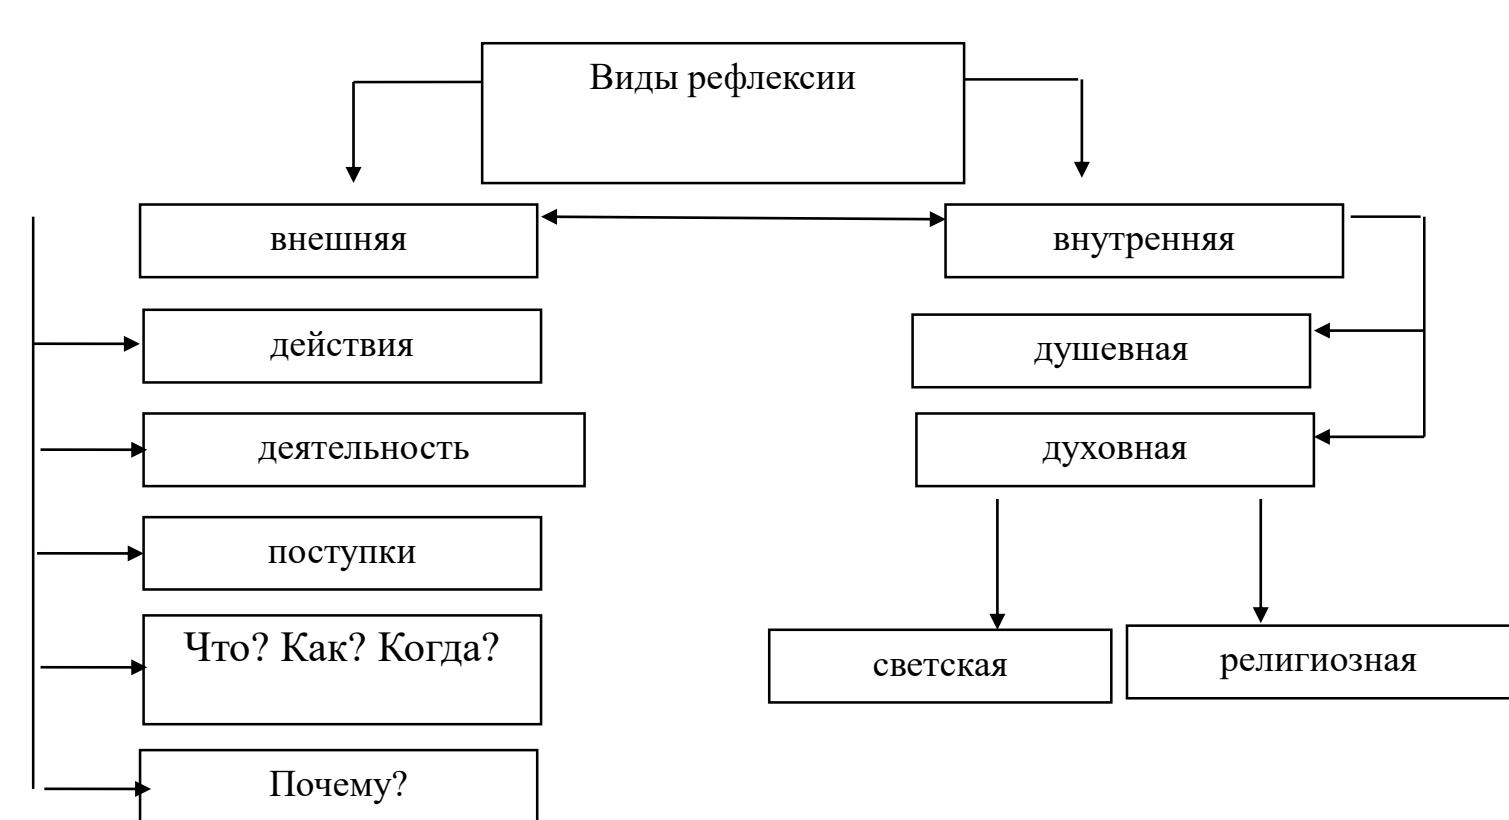 Виды рефлексии
внешняя
внутренняя
действия
душевная
деятельность
духовная
поступки
Что? Как? Когда?
светская
религиозная
Почему?